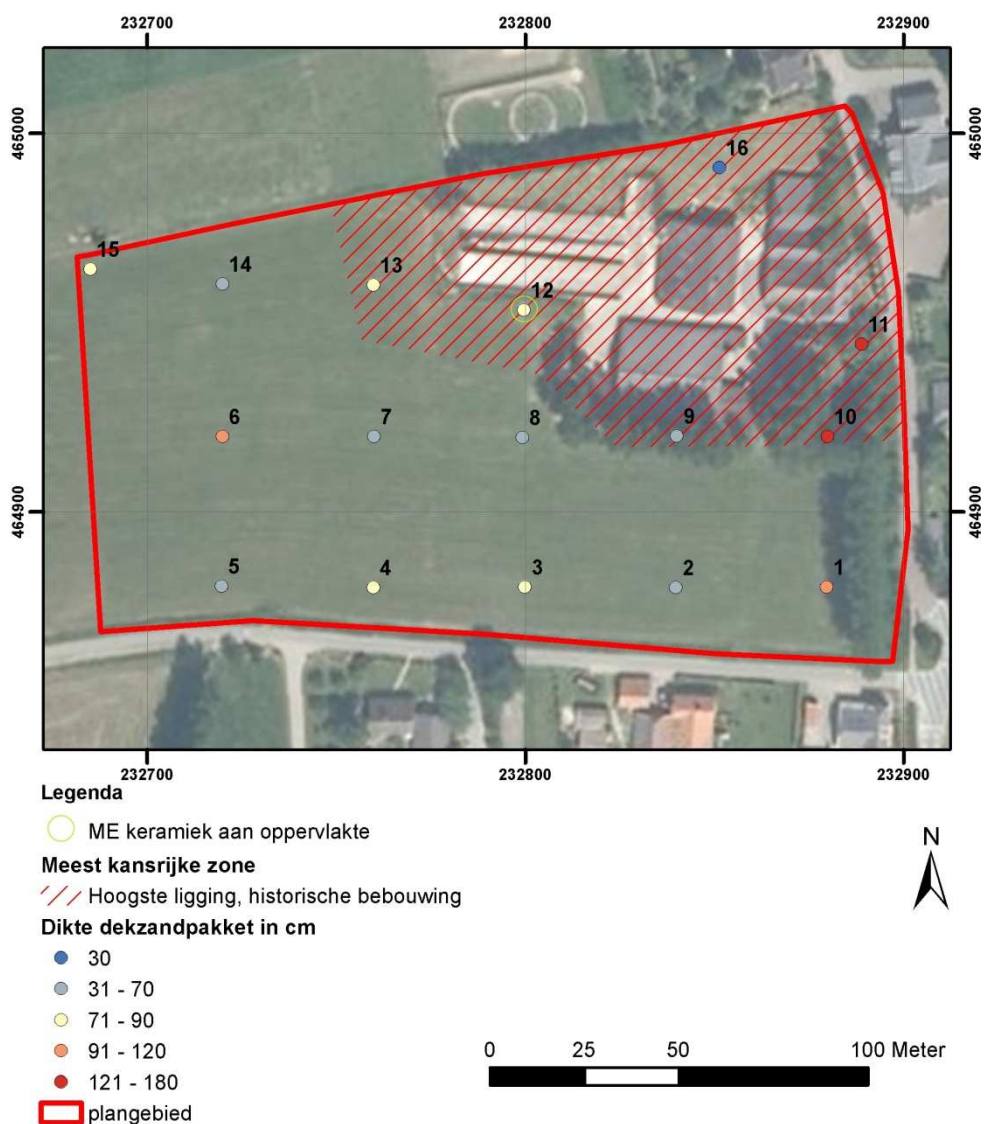 232700 232800 232900
465000 465000
16
15 14 13
12
11
6 7 8 9 10
464900 464900
5 4 3 2 1
232700 232800 232900
Legenda
ME keramiek aan oppervlakte
Meest kansrijke zone
Hoogste ligging, historische bebouwing
Dikte dekzandpakket in cm
30
31 - 70
71 - 90
91 - 120
121 - 180
plangebied
N
0 25 50 100 Meter